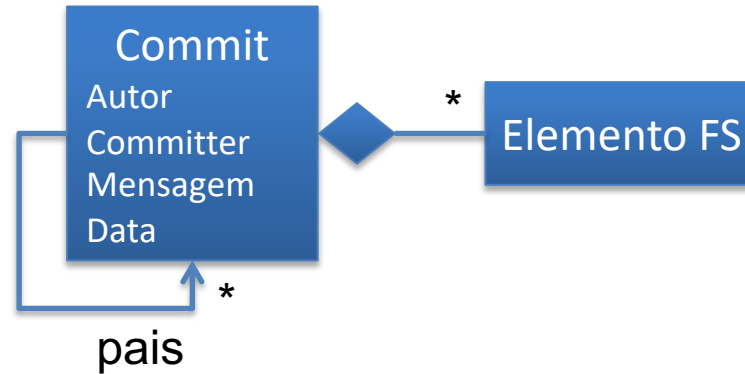 Commit
Autor
Committer
Mensagem
Data
*
Elemento FS
*
pais